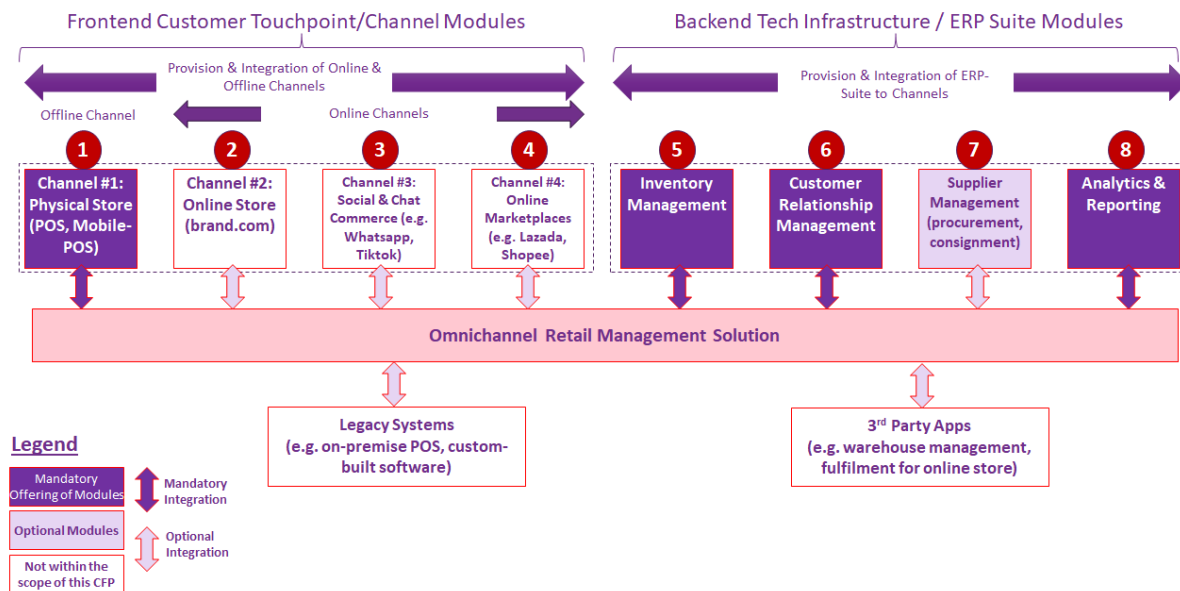 Frontend Customer Touchpoint/Channel Modules
Backend Tech Infrastructure / ERP Suite Modules
Provision & Integration of Online &
Offline Channels
Provision & Integration of ERP-
Suite to Channels
Offline Channel
Online Channels
1
2
3
4
5
6
7
8
Channel #1:
Physical Store
(POS, Mobile-
POS)
Channel #2:
Online Store
(brand.com)
Channel #3:
Social & Chat
Commerce (e.g.
Whatsapp,
Tiktok)
Channel #4:
Online
Marketplaces
(e.g. Lazada,
Shopee)
Inventory
Management
Customer
Relationship
Management
Supplier
Management
(procurement,
consignment)
Analytics &
Reporting
Omnichannel Retail Management Solution
Legacy Systems
(e.g. on-premise POS, custom-
built software)
3rd Party Apps
(e.g. warehouse management,
fulfilment for online store)
Legend
Mandatory
Offering of Modules
Mandatory
Integration
Optional Modules
Optional
Integration
Not within the
scope of this CFP